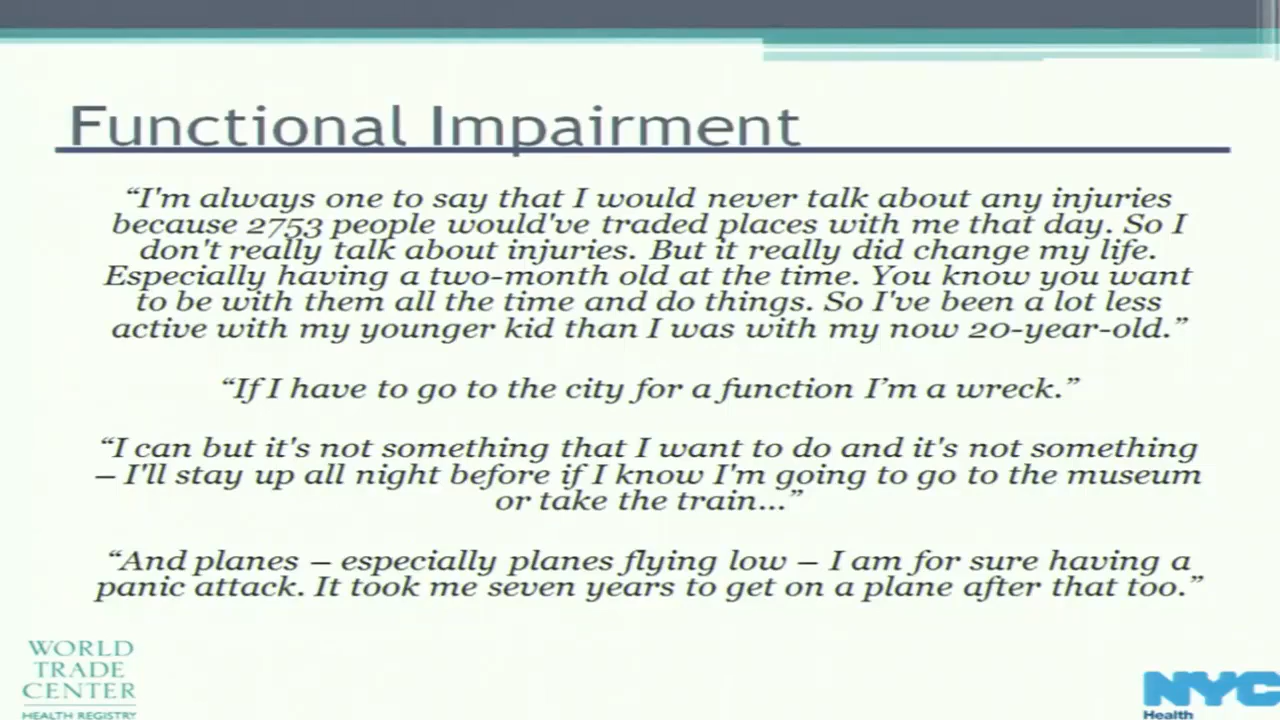 Functional Impairment
“I'm always one to say that I would never talk about any injuries
because 2753 people would've traded places with me that day. So I
don't really talk about injuries. But it really did change my life.
Especially having a two-month old at the time. You know you want
to be with them all the time and do things. So I've been a lot less
active with my younger kid than I was with my now 20-year-old.”
“If I have to go to the city for a function I’m a wreck.”
“I can but it's not something that I want to do and it's not something
– I'll stay up all night before if I know I'm going to go to the museum
or take the train...”
“And planes – especially planes flying low – I am for sure having a
panic attack. It took me seven years to get on a plane after that too.”
WORLD
TRADE
CENTER
HEALTH REGISTRY
NYC
Health